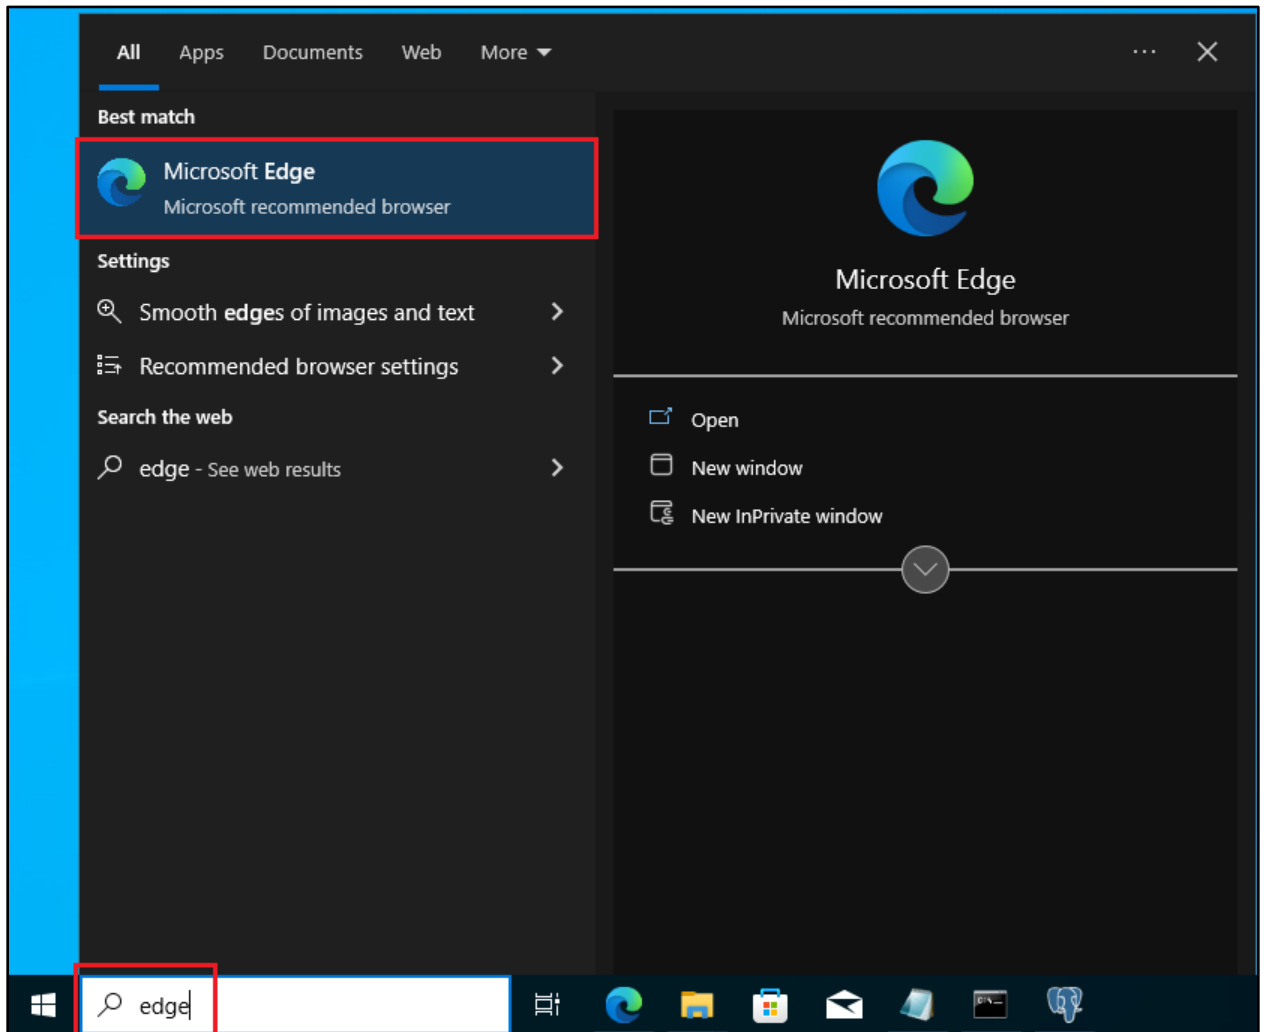 All Apps Documents Web More
Best match
Microsoft Edge
Microsoft recommended browser
Settings
Smooth edges of images and text
Recommended browser settings
Search the web
edge - See web results
Microsoft Edge
Microsoft recommended browser
Open
New window
New InPrivate window
edge